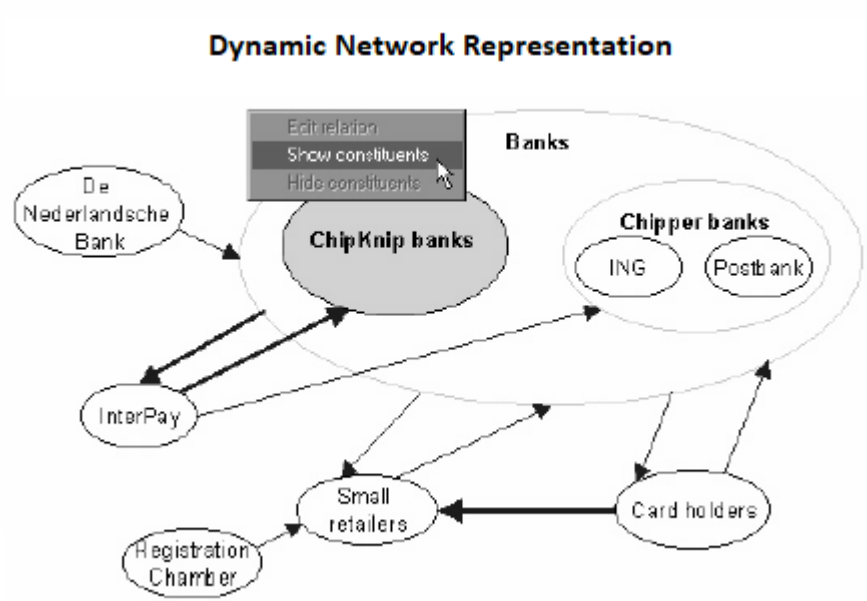 Dynamic Network Representation
Edit relation
Show constituents
Hide constituents
Banks
De
Nederlandsche
Bank
ChipKnip banks
Chipper banks
ING
Postbank
InterPay
Small
retailers
Card holders
Registration
Chamber